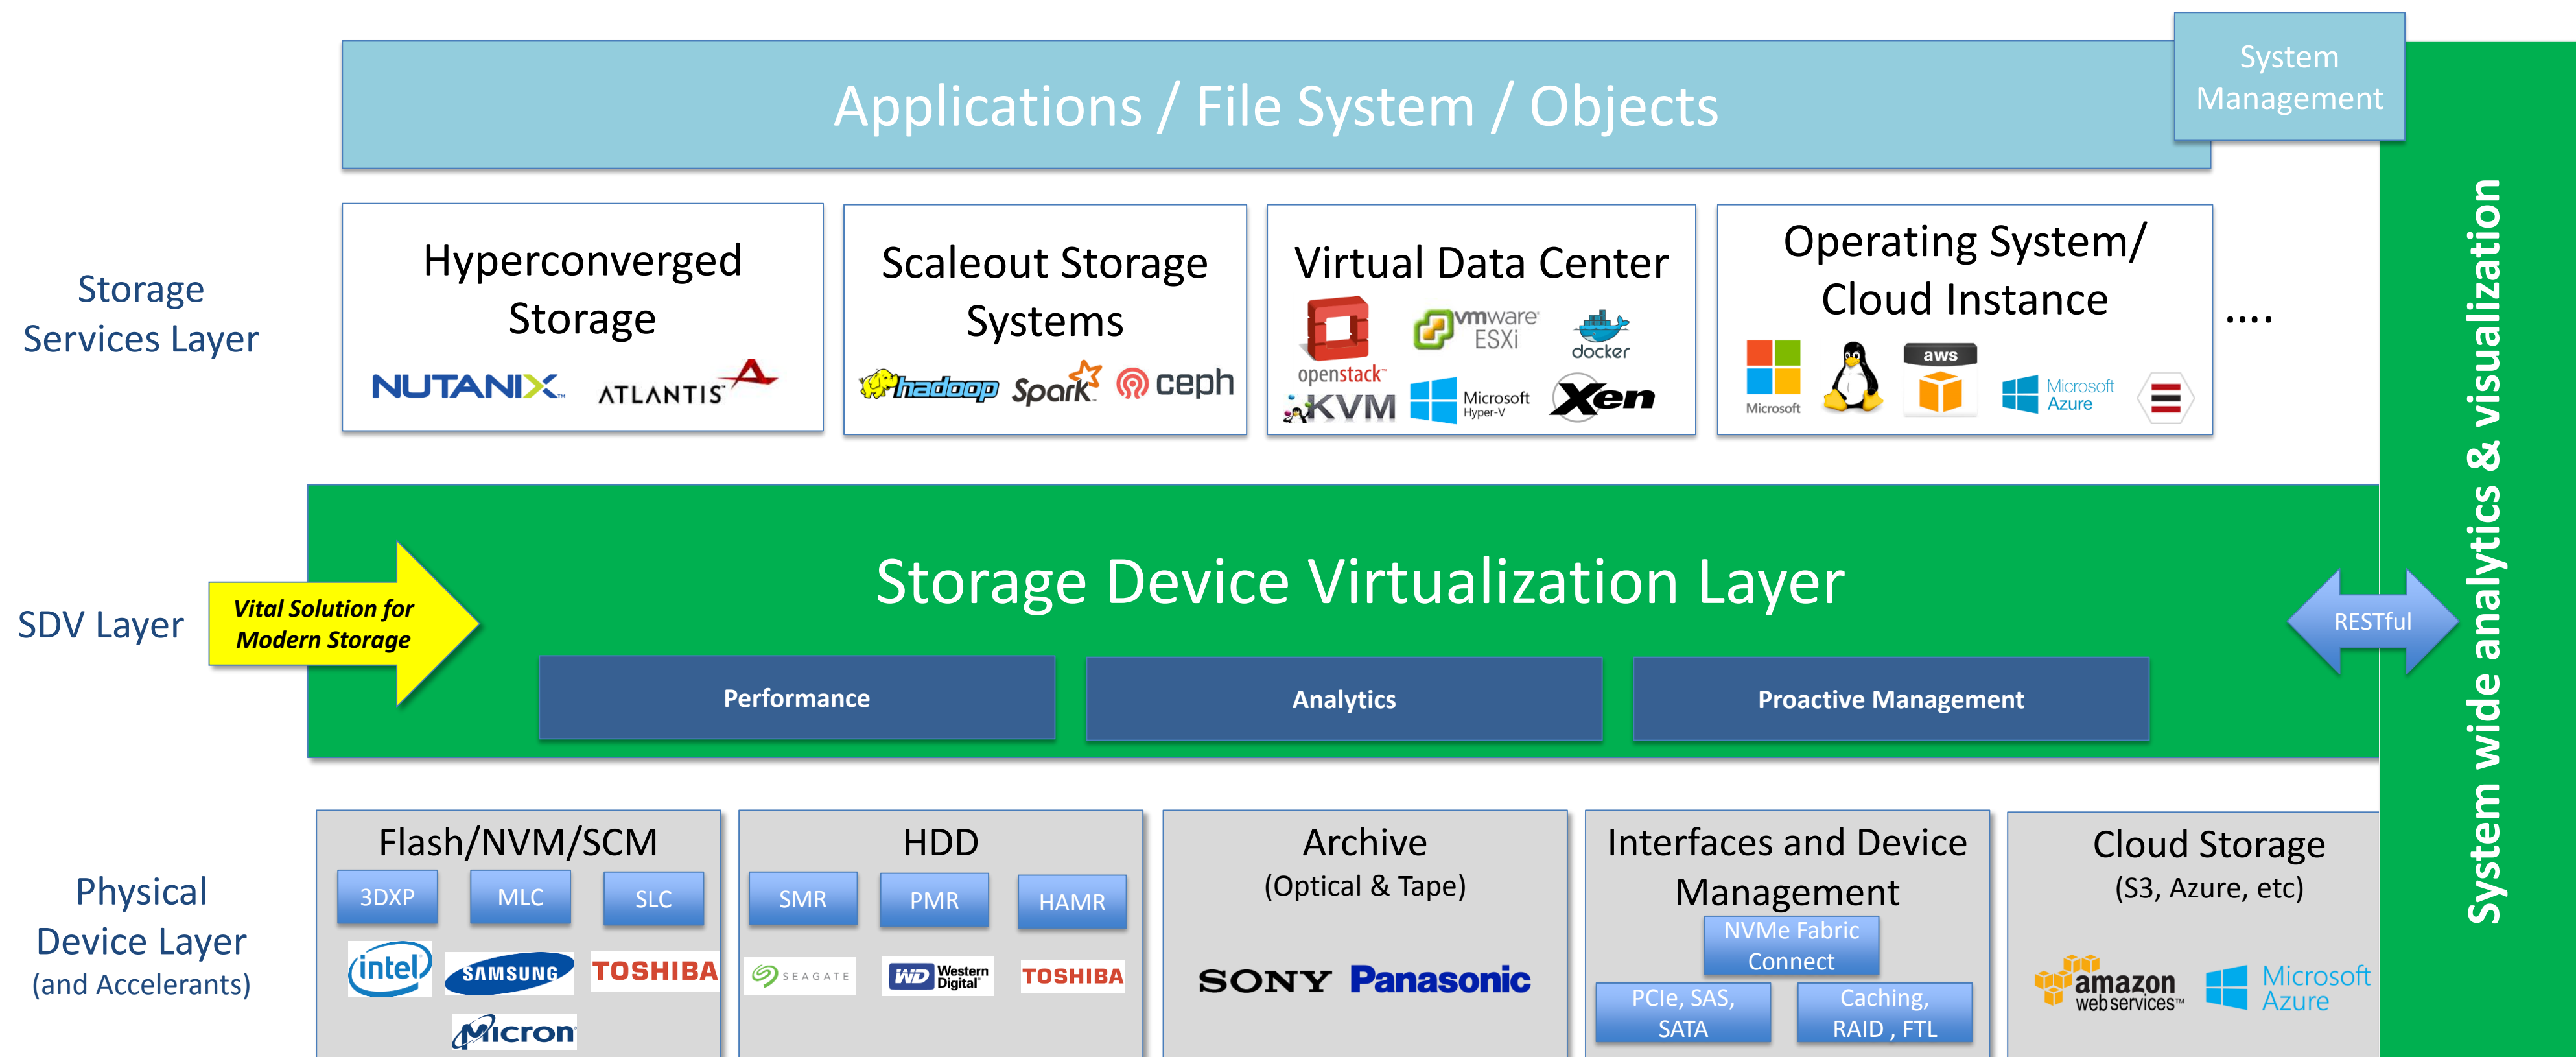 Applications / File System / Objects
System
Management
Storage
Services Layer
Hyperconverged
Storage
NUTANIX™
ATLANTIS™
Scaleout Storage
Systems
hadoop
Spark™
ceph
Virtual Data Center
openstack™
vmware®
ESXi
docker
KVM
Microsoft
Hyper-V
Xen
Operating System/
Cloud Instance
Microsoft
aws
Microsoft
Azure
....
SDV Layer
Vital Solution for
Modern Storage
Storage Device Virtualization Layer
Performance
Analytics
Proactive Management
RESTful
System wide analytics & visualization
Physical
Device Layer
(and Accelerants)
Flash/NVM/SCM
3DXP
MLC
SLC
intel
SAMSUNG
TOSHIBA
Micron
HDD
SMR
PMR
HAMR
SEAGATE
WD
Western
Digital®
TOSHIBA
Archive
(Optical & Tape)
SONY
Panasonic
Interfaces and Device
Management
NVMe Fabric
Connect
PCIe, SAS,
SATA
Caching,
RAID , FTL
Cloud Storage
(S3, Azure, etc)
amazon
web services™
Microsoft
Azure